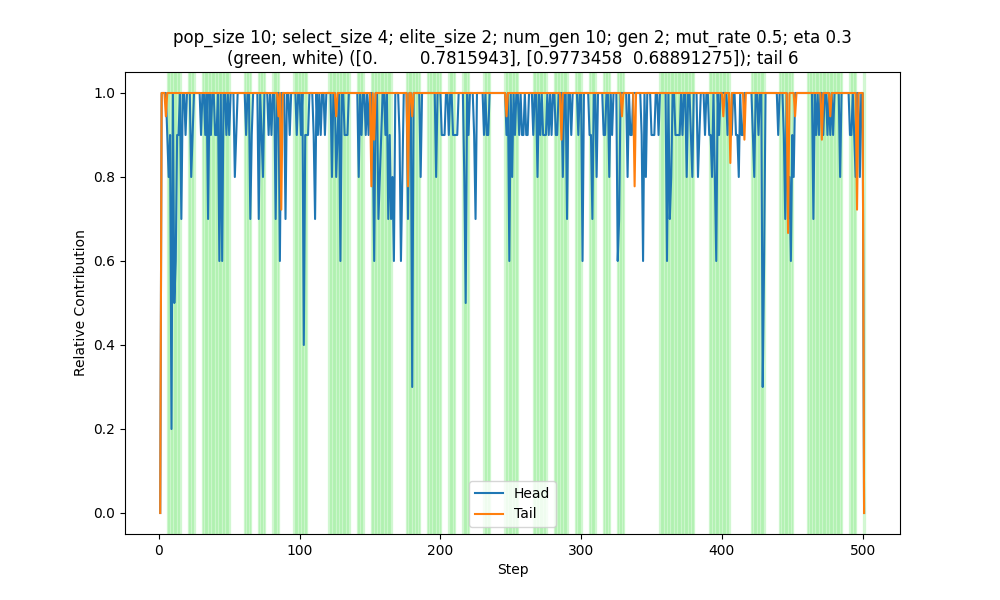 pop_size 10; select_size 4; elite_size 2; num_gen 10; gen 2; mut_rate 0.5; eta 0.3
(green, white) ([0.        0.7815943], [0.9773458  0.68891275]); tail 6
Relative Contribution
1.0
0.8
0.6
0.4
0.2
0.0
Head
Tail
0
100
200
300
400
500
Step